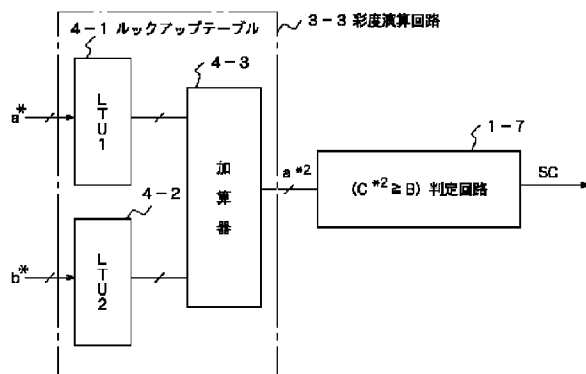 4-1 ルックアップテーブル
3-3 彩度演算回路
4-3
a*
LTU1
加算器
a*2
1-7
(C*2≧B) 判定回路
SC
4-2
b*
LTU2